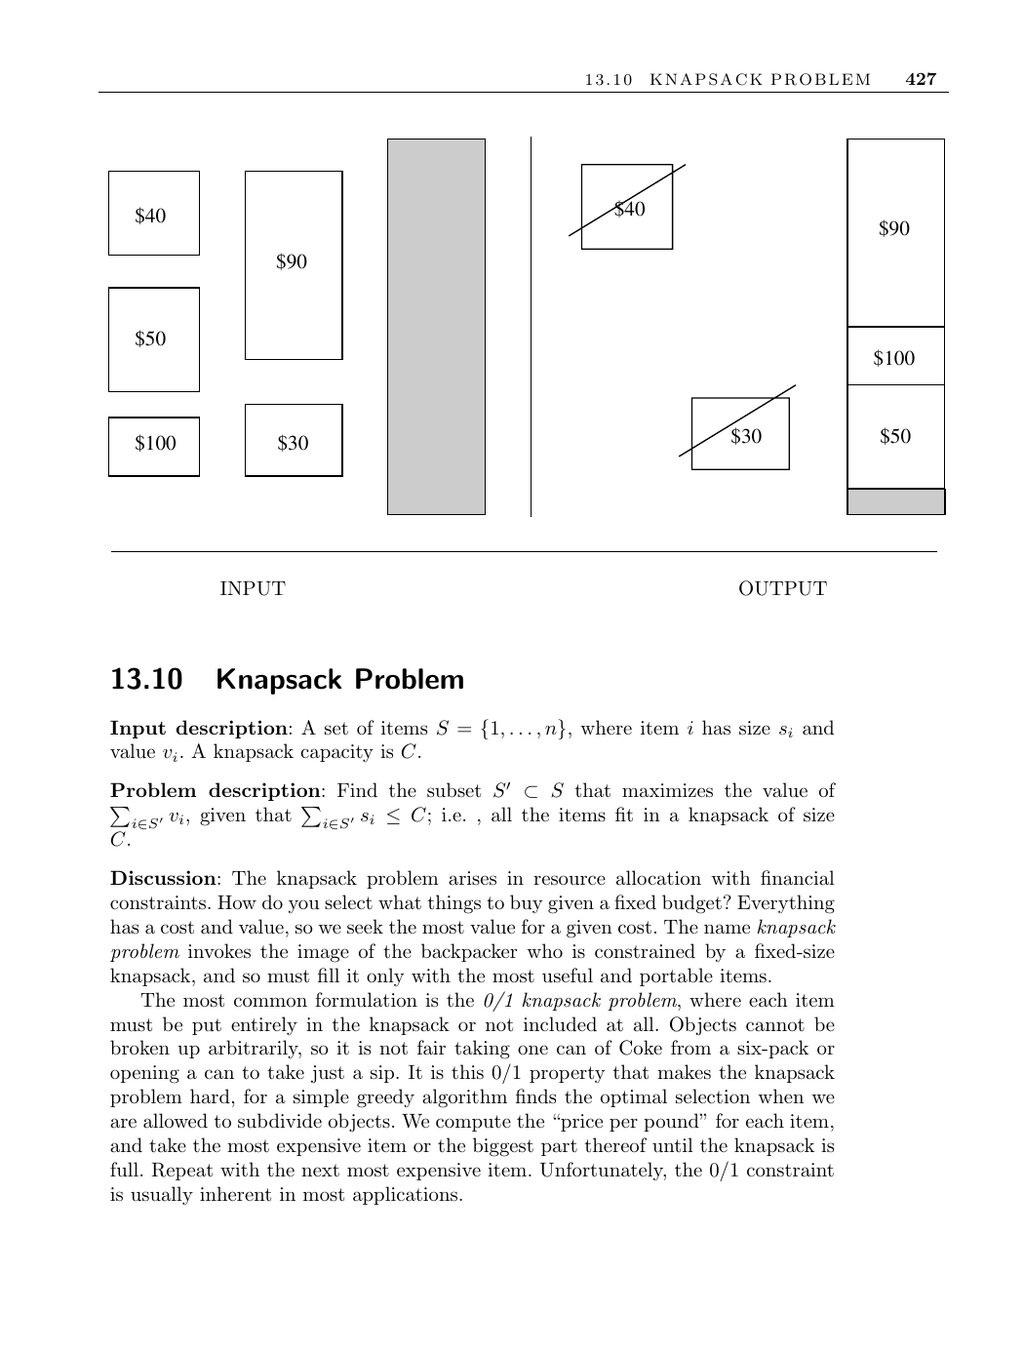 13.10 KNAPSACK PROBLEM 427
$40
$90
$50
$100
$30
$40
$30
$90
$100
$50
INPUT
OUTPUT
13.10 Knapsack Problem
Input description: A set of items S = {1, . . . , n}, where item i has size s_i and
value v_i. A knapsack capacity is C.
Problem description: Find the subset S′ ⊂ S that maximizes the value of
∑_{i∈S′} v_i, given that ∑_{i∈S′} s_i ≤ C; i.e. , all the items fit in a knapsack of size
C.
Discussion: The knapsack problem arises in resource allocation with financial
constraints. How do you select what things to buy given a fixed budget? Everything
has a cost and value, so we seek the most value for a given cost. The name knapsack
problem invokes the image of the backpacker who is constrained by a fixed-size
knapsack, and so must fill it only with the most useful and portable items.
The most common formulation is the 0/1 knapsack problem, where each item
must be put entirely in the knapsack or not included at all. Objects cannot be
broken up arbitrarily, so it is not fair taking one can of Coke from a six-pack or
opening a can to take just a sip. It is this 0/1 property that makes the knapsack
problem hard, for a simple greedy algorithm finds the optimal selection when we
are allowed to subdivide objects. We compute the “price per pound” for each item,
and take the most expensive item or the biggest part thereof until the knapsack is
full. Repeat with the next most expensive item. Unfortunately, the 0/1 constraint
is usually inherent in most applications.